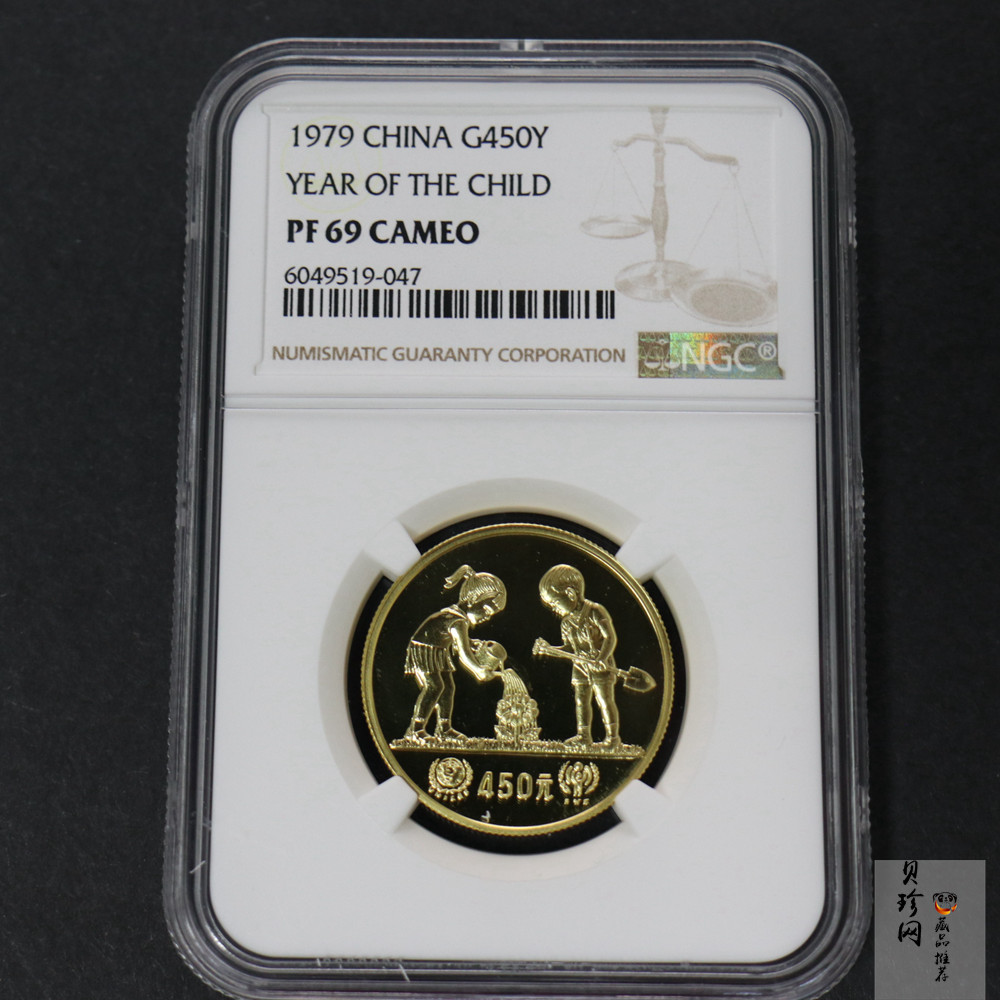 1979 CHINA G450Y
YEAR OF THE CHILD
PF 69 CAMEO
6049519-047
NUMISMATIC GUARANTY CORPORATION
NGC®
450元
贝珍网
藏品推荐